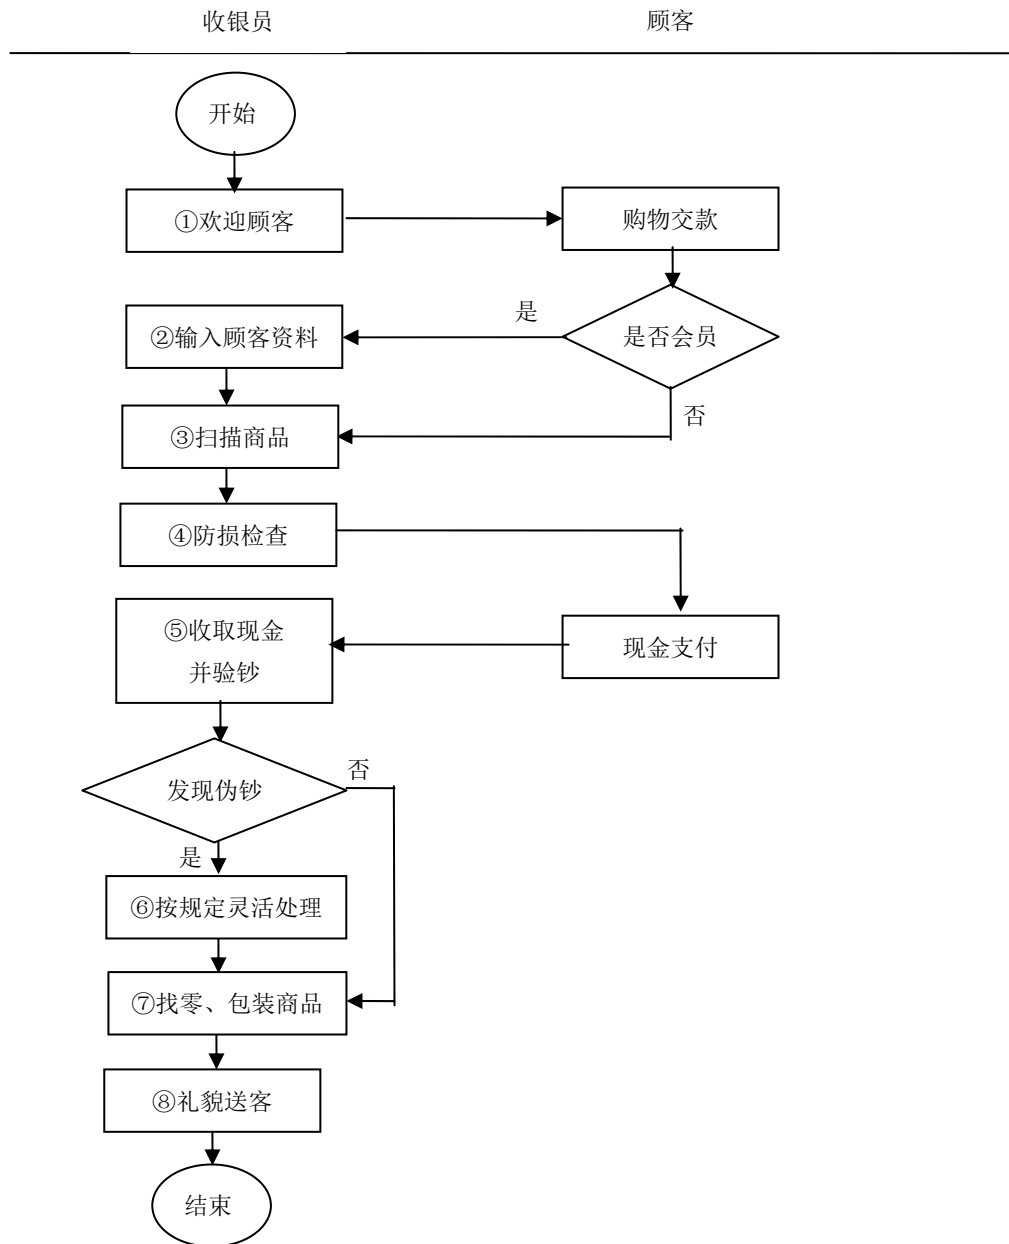 收银员
顾客
开始
①欢迎顾客
购物交款
是
②输入顾客资料
是否会员
否
③扫描商品
④防损检查
⑤收取现金
并验钞
现金支付
否
发现伪钞
是
⑥按规定灵活处理
⑦找零、包装商品
⑧礼貌送客
结束